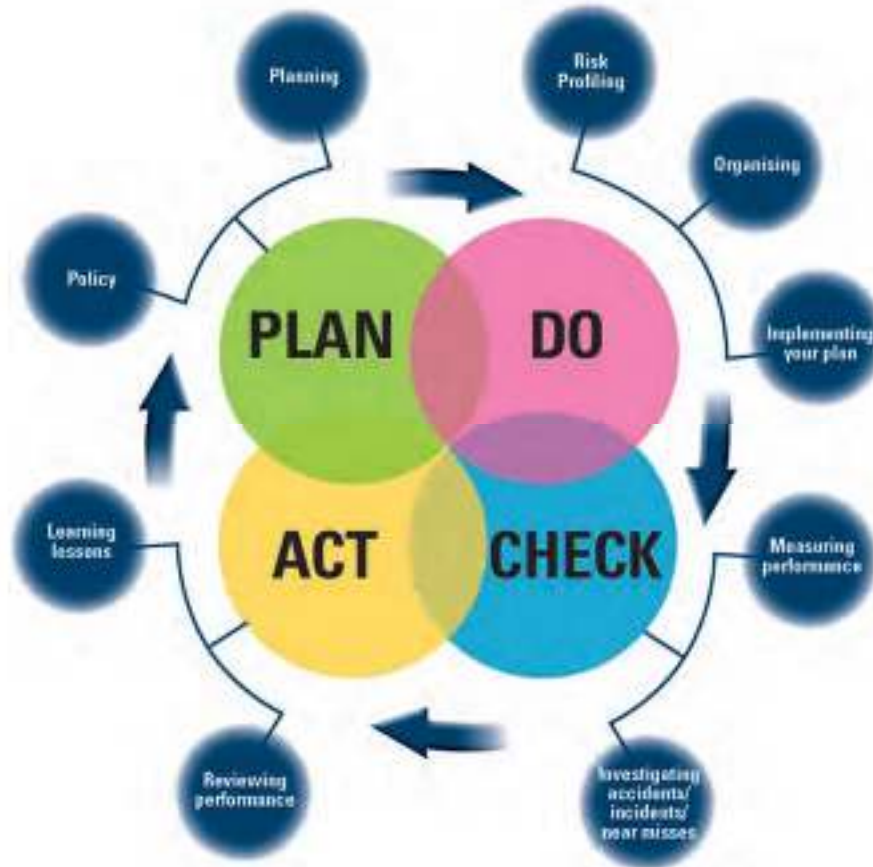 Planning
Risk
Profiling
Organising
Policy
PLAN
DO
Implementing
your plan
Learning
lessons
ACT
CHECK
Measuring
performance
Reviewing
performance
Investigating
accidents/
incidents/
near misses